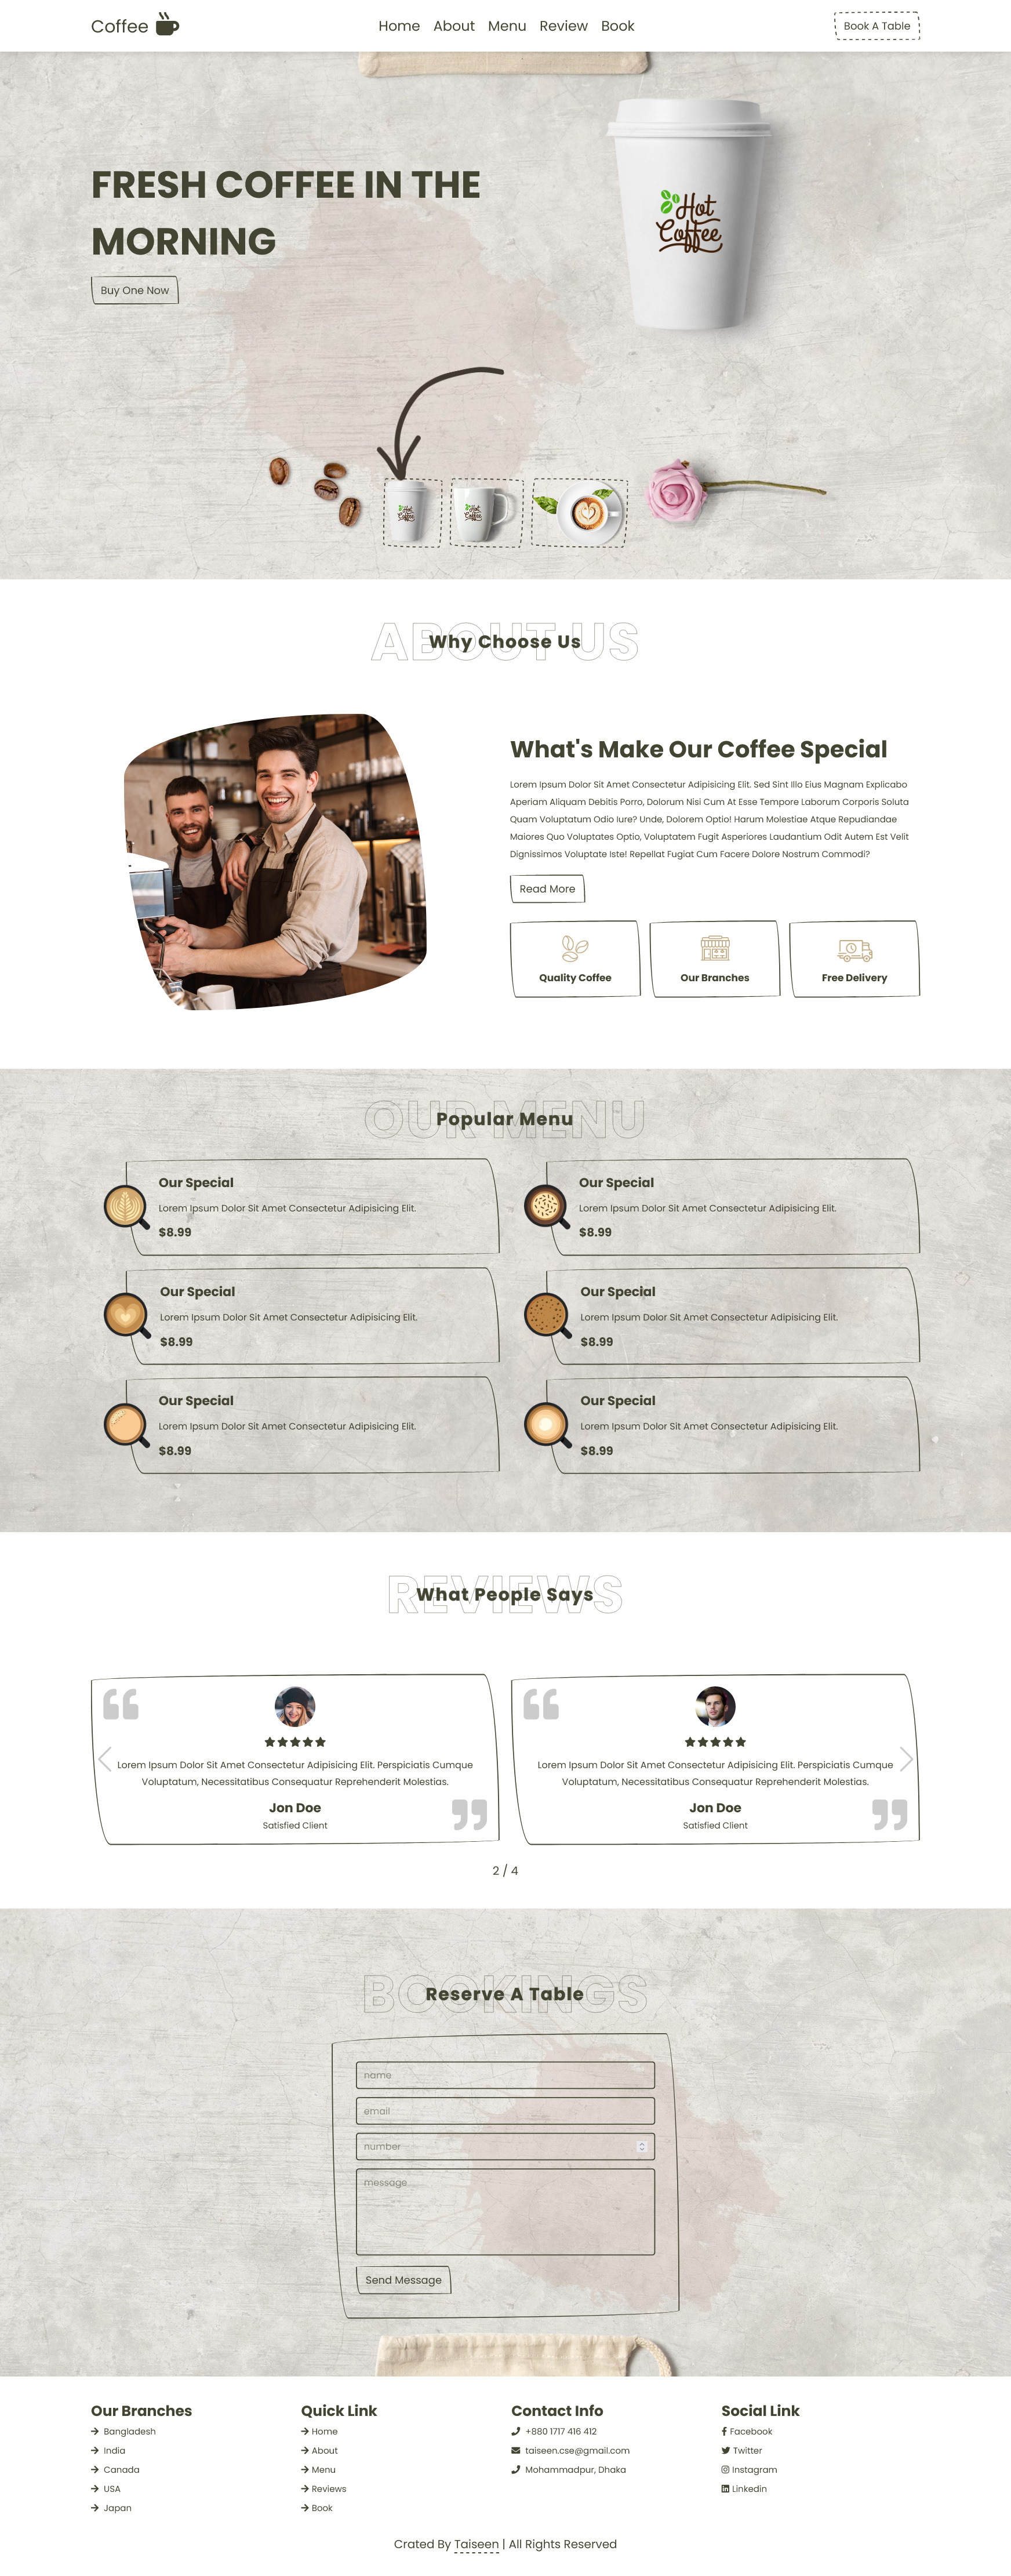 Coffee
Home About Menu Review Book
Book A Table
FRESH COFFEE IN THE
MORNING
Buy One Now
Hot
Coffee
Hot
Coffee
Hot
Coffee
ABOUT US
Why Choose Us
What's Make Our Coffee Special
Lorem Ipsum Dolor Sit Amet Consectetur Adipisicing Elit. Sed Sint Illo Eius Magnam Explicabo
Aperiam Aliquam Debitis Porro, Dolorum Nisi Cum At Esse Tempore Laborum Corporis Soluta
Quam Voluptatum Odio Iure? Unde, Dolorem Optio! Harum Molestiae Atque Repudiandae
Maiores Quo Voluptates Optio, Voluptatem Fugit Asperiores Laudantium Odit Autem Est Velit
Dignissimos Voluptate Iste! Repellat Fugiat Cum Facere Dolore Nostrum Commodi?
Read More
Quality Coffee
Our Branches
Free Delivery
OUR MENU
Popular Menu
Our Special
Lorem Ipsum Dolor Sit Amet Consectetur Adipisicing Elit.
$8.99
Our Special
Lorem Ipsum Dolor Sit Amet Consectetur Adipisicing Elit.
$8.99
Our Special
Lorem Ipsum Dolor Sit Amet Consectetur Adipisicing Elit.
$8.99
Our Special
Lorem Ipsum Dolor Sit Amet Consectetur Adipisicing Elit.
$8.99
Our Special
Lorem Ipsum Dolor Sit Amet Consectetur Adipisicing Elit.
$8.99
Our Special
Lorem Ipsum Dolor Sit Amet Consectetur Adipisicing Elit.
$8.99
REVIEWS
What People Says
Lorem Ipsum Dolor Sit Amet Consectetur Adipisicing Elit. Perspiciatis Cumque
Voluptatum, Necessitatibus Consequatur Reprehenderit Molestias.
Jon Doe
Satisfied Client
Lorem Ipsum Dolor Sit Amet Consectetur Adipisicing Elit. Perspiciatis Cumque
Voluptatum, Necessitatibus Consequatur Reprehenderit Molestias.
Jon Doe
Satisfied Client
2 / 4
BOOKINGS
Reserve A Table
name
email
number
message
Send Message
Our Branches
Bangladesh
India
Canada
USA
Japan
Quick Link
Home
About
Menu
Reviews
Book
Contact Info
+880 1717 416 412
taiseen.cse@gmail.com
Mohammadpur, Dhaka
Social Link
Facebook
Twitter
Instagram
Linkedin
Crated By Taiseen | All Rights Reserved